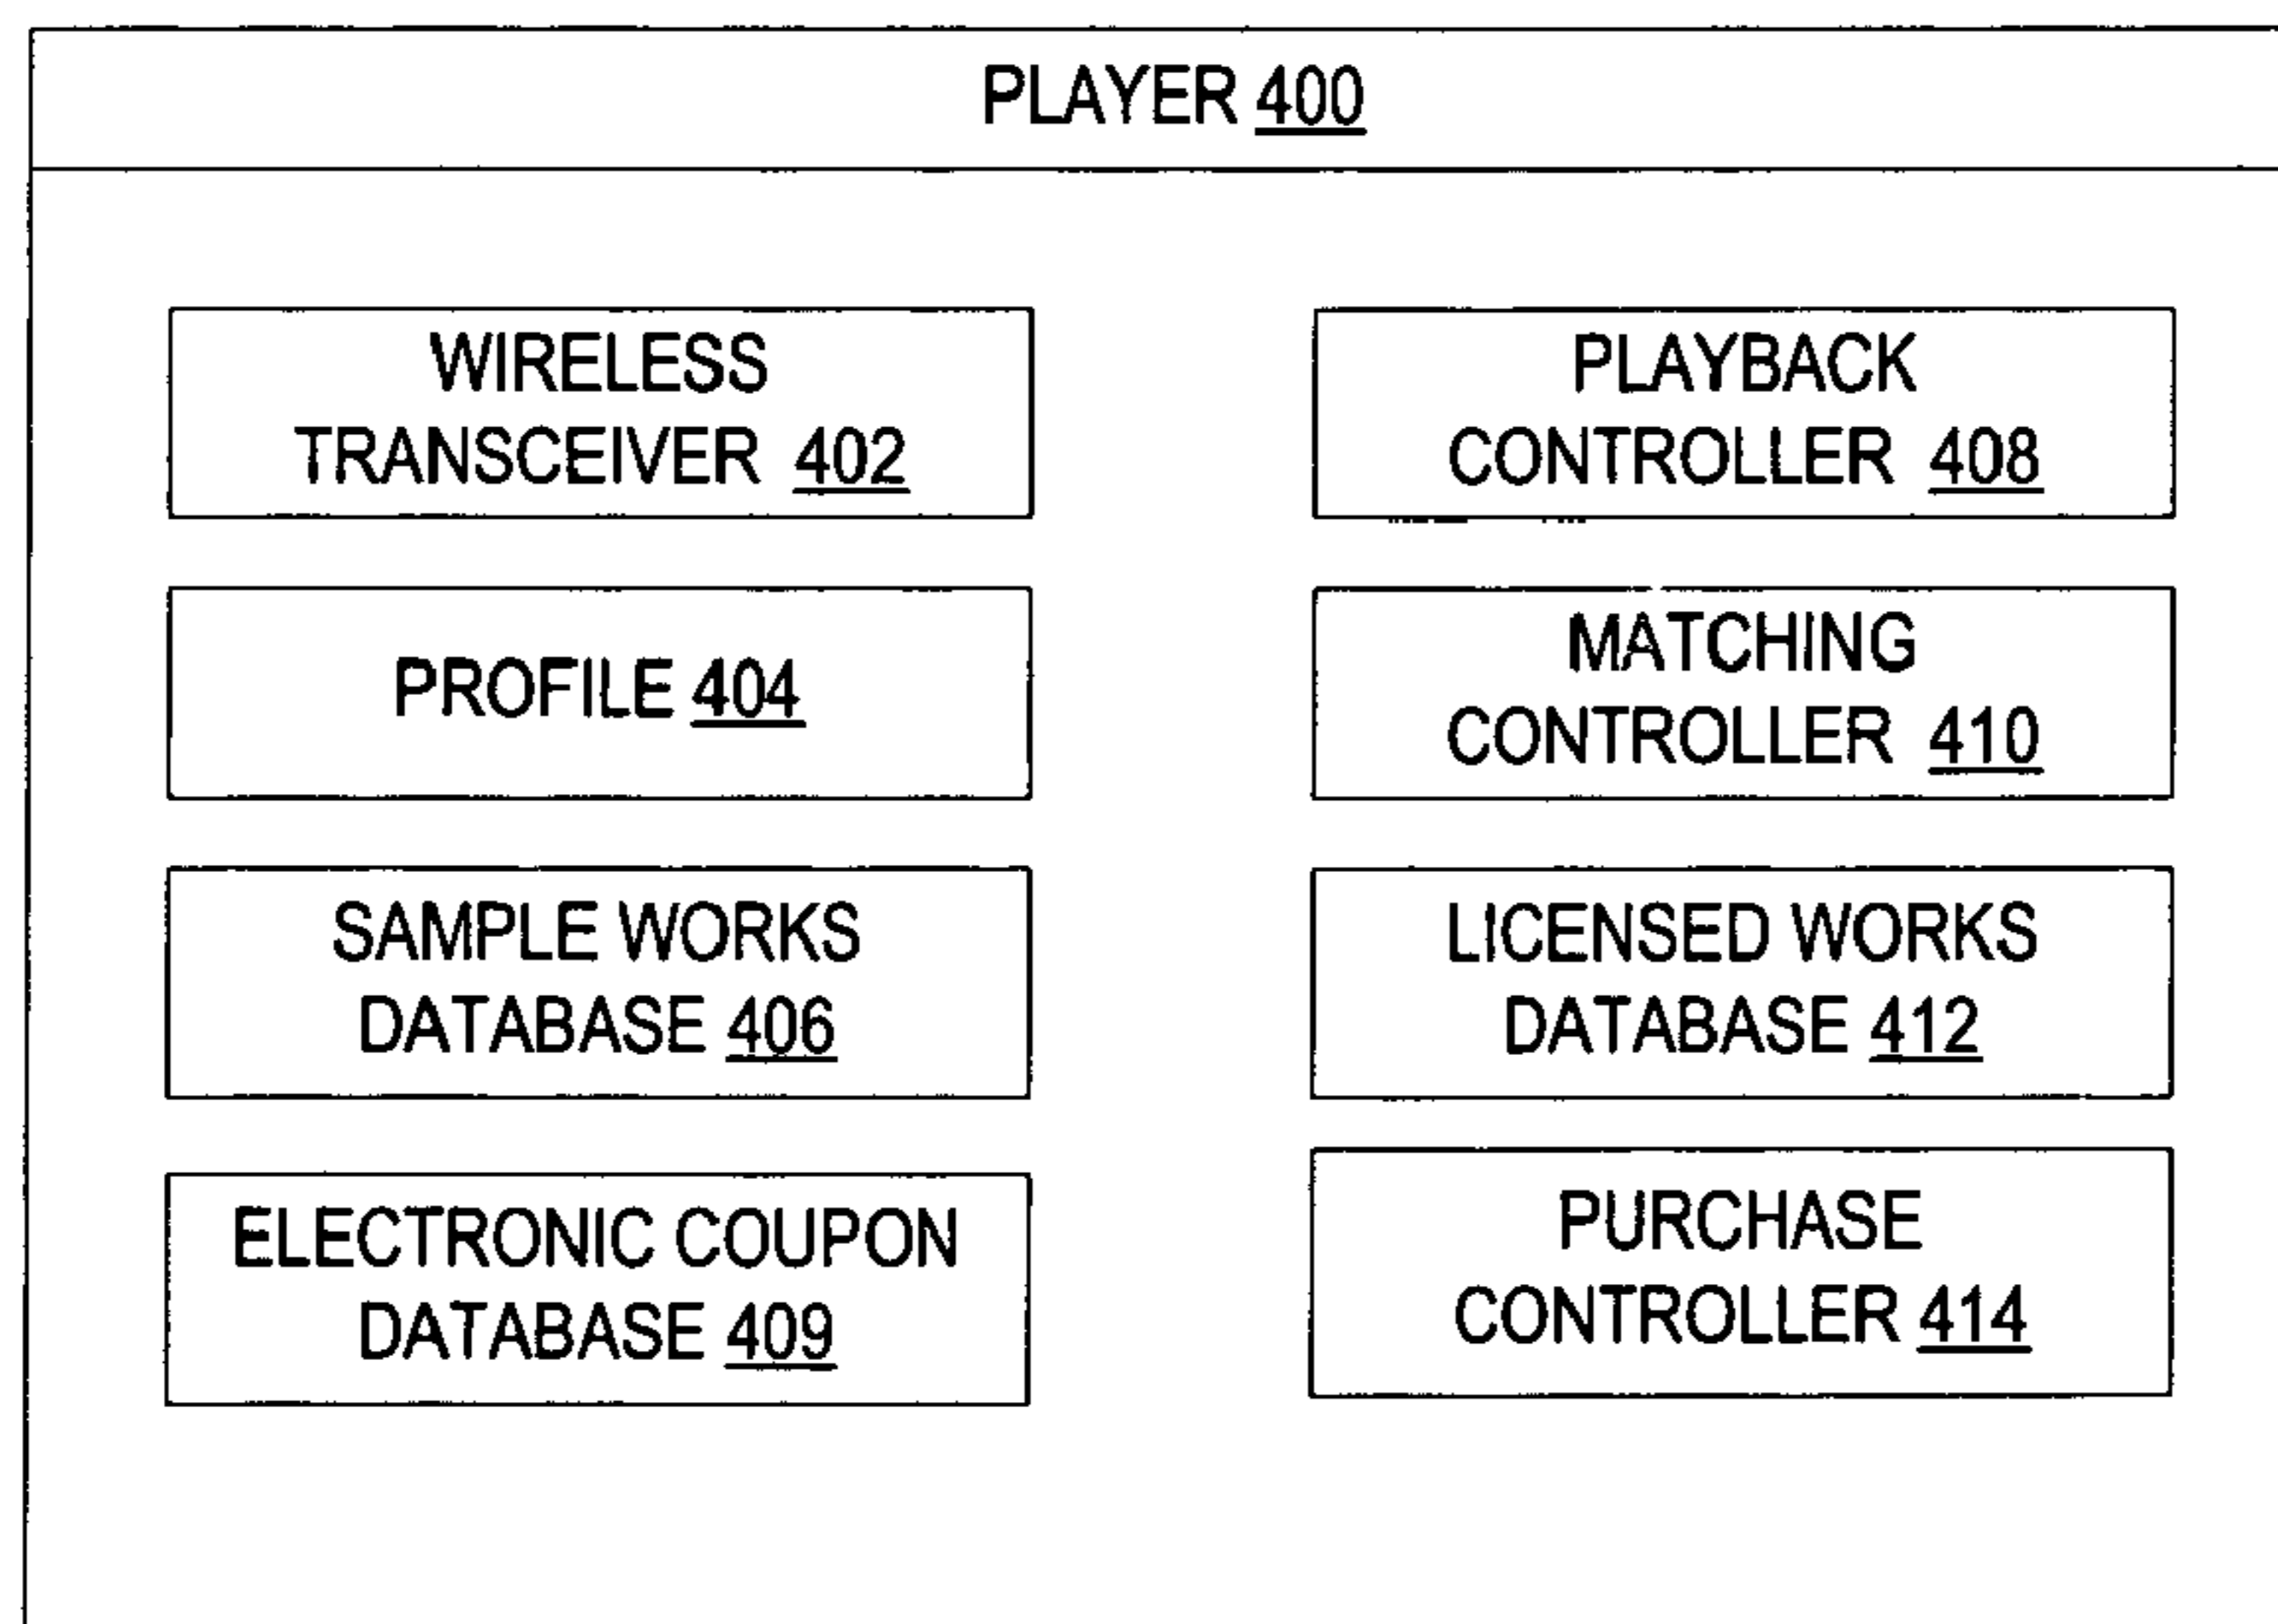 PLAYER 400
WIRELESS
TRANSCEIVER 402
PROFILE 404
SAMPLE WORKS
DATABASE 406
ELECTRONIC COUPON
DATABASE 409
PLAYBACK
CONTROLLER 408
MATCHING
CONTROLLER 410
LICENSED WORKS
DATABASE 412
PURCHASE
CONTROLLER 414